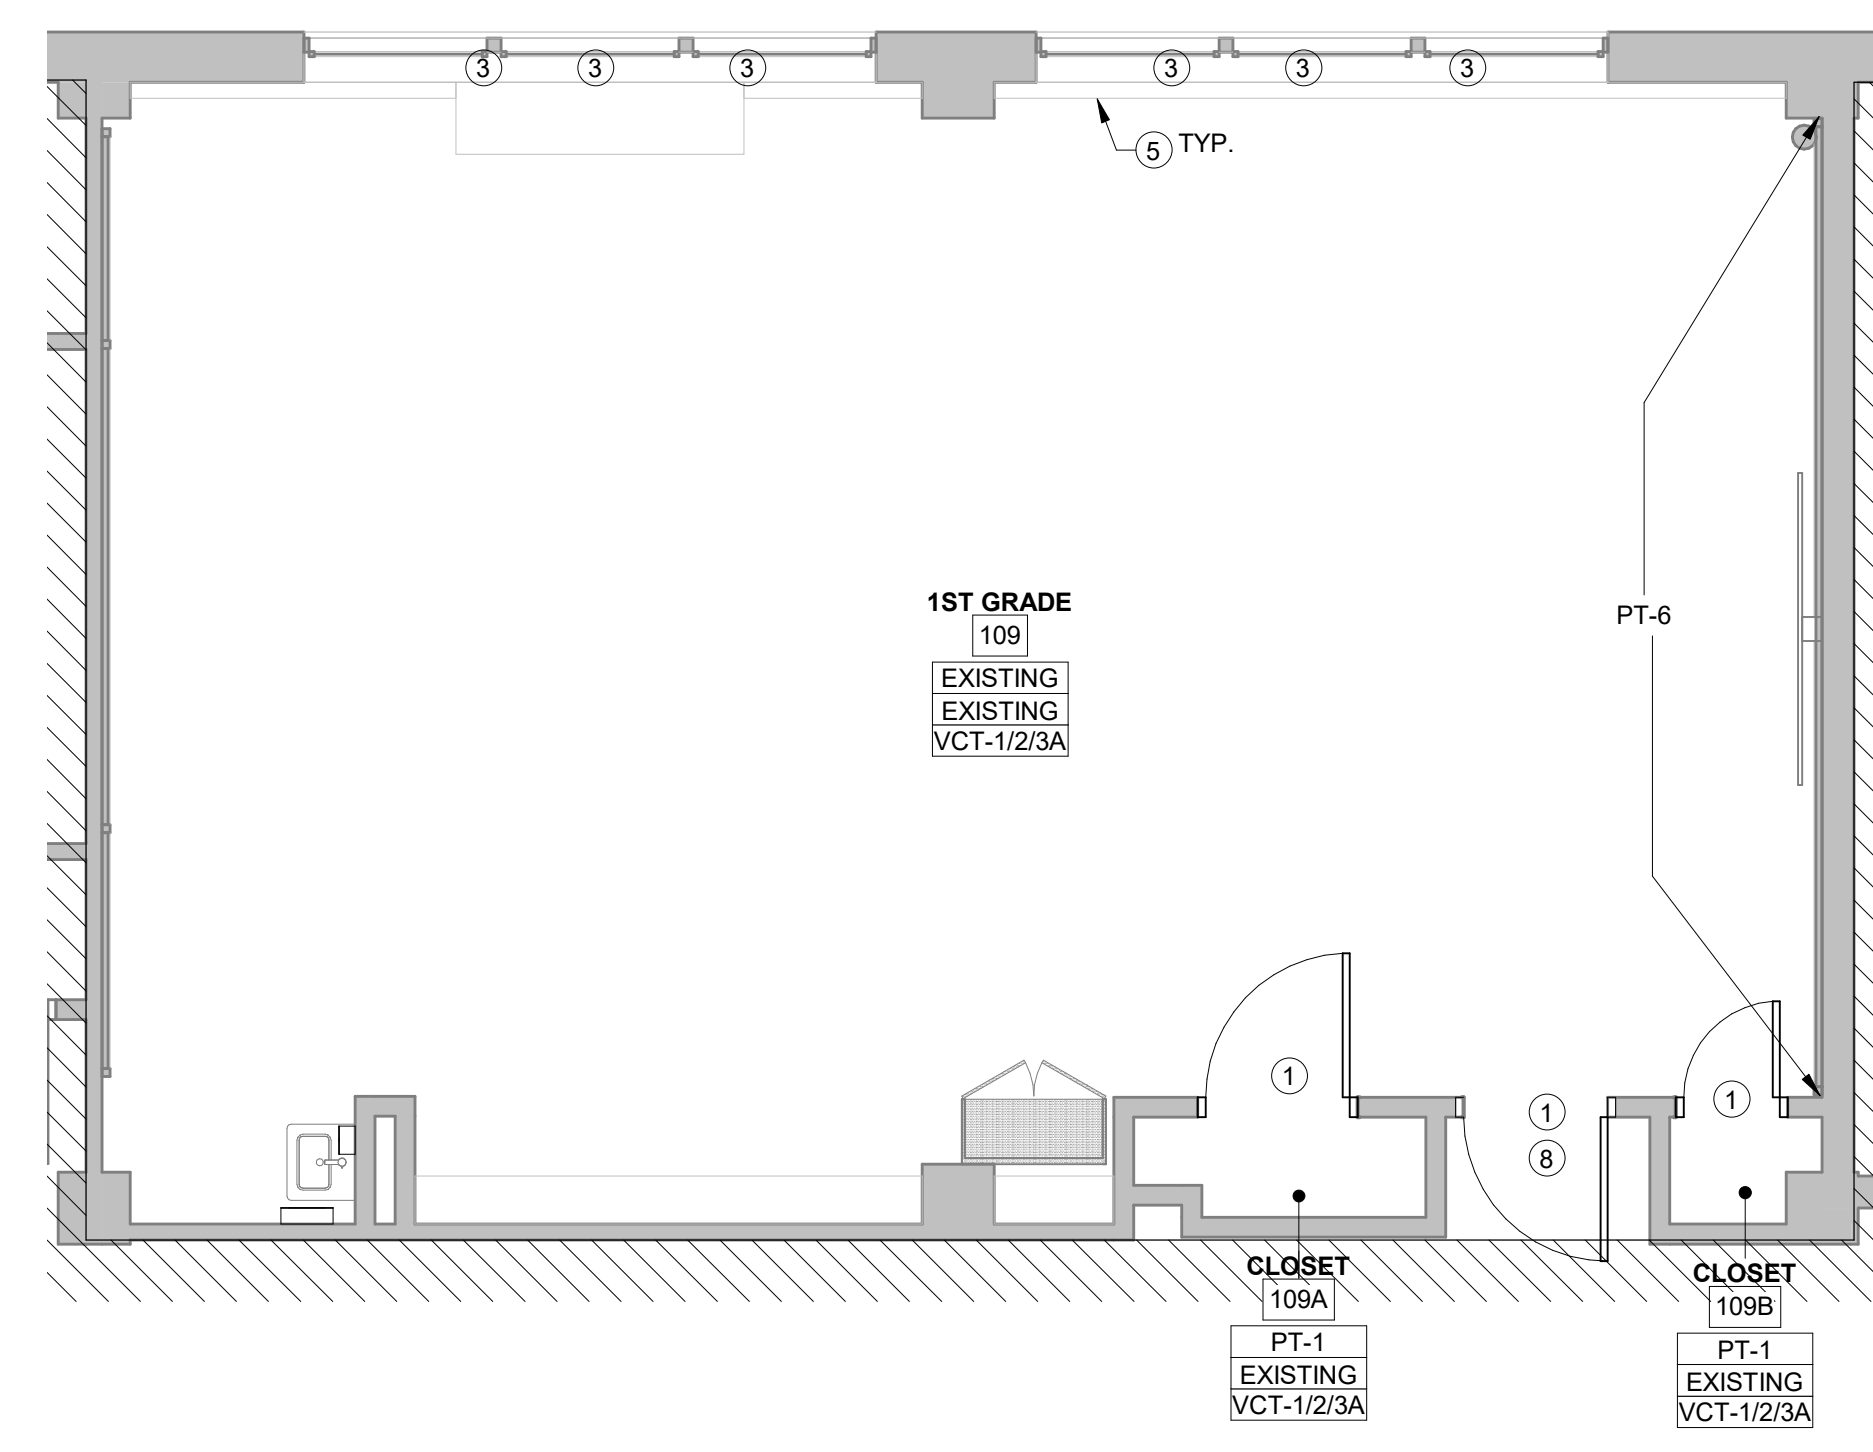 3 3 3 3 3 3
5 TYP.
1ST GRADE
109
EXISTING
EXISTING
VCT-1/2/3A
PT-6
1
1
1
8
CLOSET
109A
PT-1
EXISTING
VCT-1/2/3A
CLOSET
109B
PT-1
EXISTING
VCT-1/2/3A